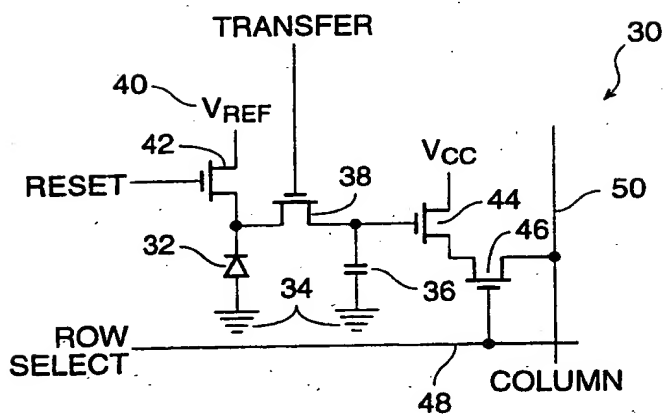 TRANSFER
30
40
VREF
42
VCC
RESET
38
44
50
46
32
34
36
ROW
SELECT
48
COLUMN